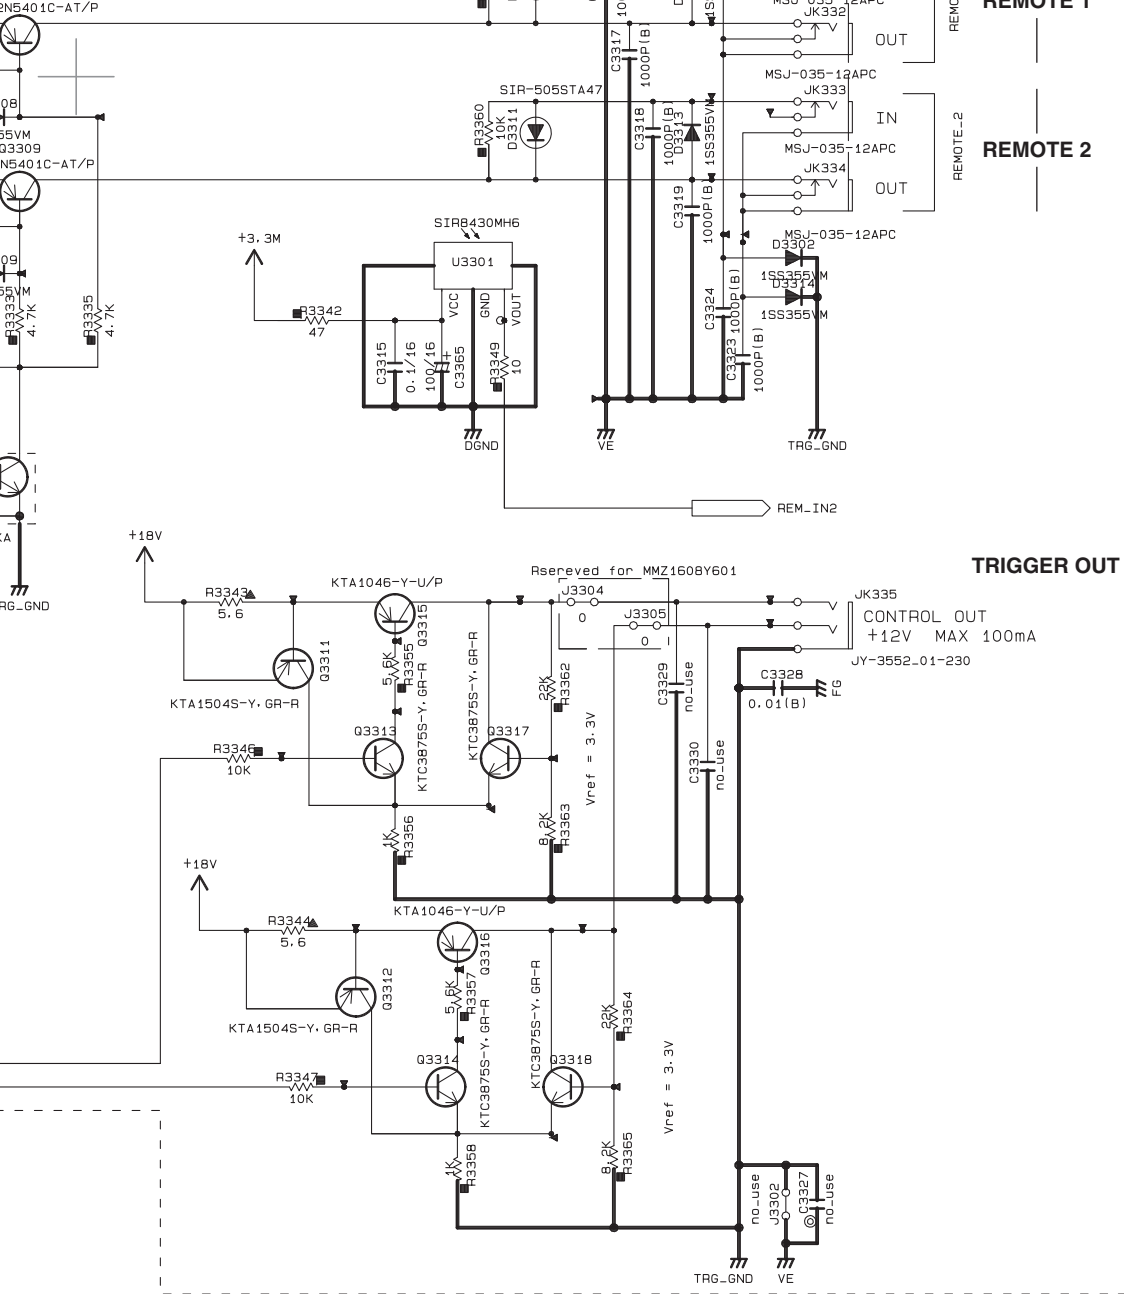 2N5401C-AT/P
REMOTE 1
JK332
OUT
C3317
1000P(B)
MSJ-035-12APC
SIR-505STA47
JK333
IN
R3360
10K
D3311
C3318
1000P(B)
D3313
1SS355VM
REMOTE_2
REMOTE 2
08
55VM
Q3309
N5401C-AT/P
MSJ-035-12APC
JK334
OUT
C3319
1000P(B)
MSJ-035-12APC
SIR8430MH6
+3.3M
U3301
VCC
GND
VOUT
D3302
1SS355VM
D3314
1SS355VM
09
55VM
R3333
4.7K
R3335
4.7K
R3342
47
C3315
0.1/16
100/16
C3365
R3349
10
C3324
1000P(B)
C3323
1000P(B)
DGND
VE
TRG_GND
REM_IN2
KA
RG_GND
+18V
TRIGGER OUT
Rsereved for MMZ1608Y601
KTA1046-Y-U/P
R3343
5.6
Q3315
J3304
0
J3305
0
JK335
CONTROL OUT
+12V MAX 100mA
JY-3552_01-230
Q3311
KTA1504S-Y,GR-R
5.6K
R3355
KTC3875S-Y,GR-R
KTC3875S-Y,GR-R
22K
R3362
C3329
no_use
C3328
0.01(B)
FG
Q3313
Q3317
R3346
10K
Vref = 3.3V
C3330
no_use
1K
R3356
8.2K
R3363
+18V
KTA1046-Y-U/P
R3344
5.6
Q3316
Q3312
KTA1504S-Y,GR-R
5.6K
R3357
KTC3875S-Y,GR-R
KTC3875S-Y,GR-R
22K
R3364
Q3314
Q3318
R3347
10K
Vref = 3.3V
1K
R3358
8.2K
R3365
no_use
J3302
C3327
no_use
TRG_GND
VE